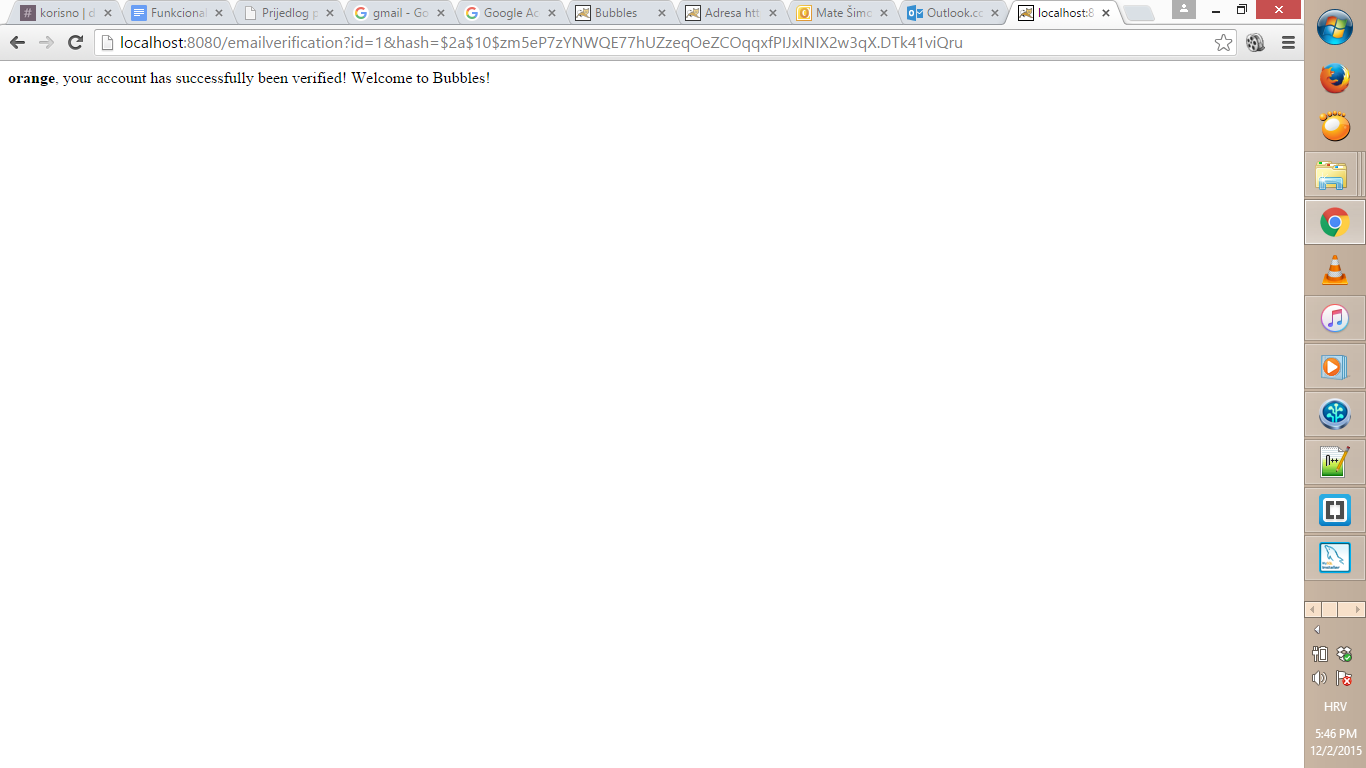 korisno | d
Funkcional
Prijedlog p
gmail - Go
Google Ac
Bubbles
Adresa htt
Mate Šimo
Outlook.co
localhost:8
localhost:8080/emailverification?id=1&hash=$2a$10$zm5eP7zYNWQE77hUZzeqOeZCOqqxfPIJxINIX2w3qX.DTk41viQru
orange, your account has successfully been verified! Welcome to Bubbles!
HRV
5:46 PM
12/2/2015